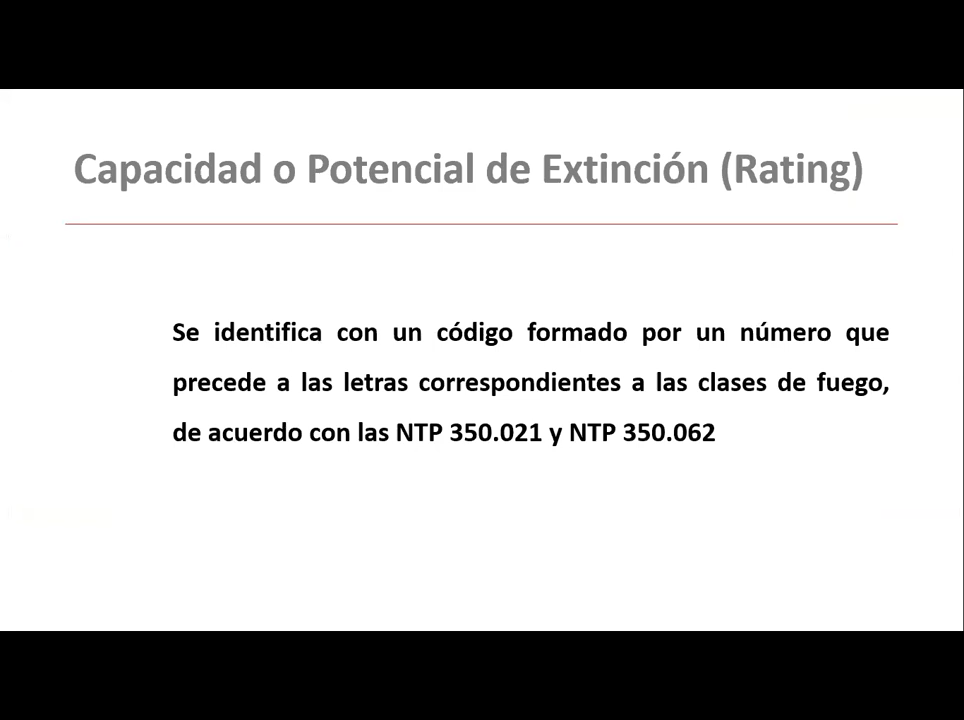 Capacidad o Potencial de Extinción (Rating)
Se identifica con un código formado por un número que
precede a las letras correspondientes a las clases de fuego,
de acuerdo con las NTP 350.021 y NTP 350.062